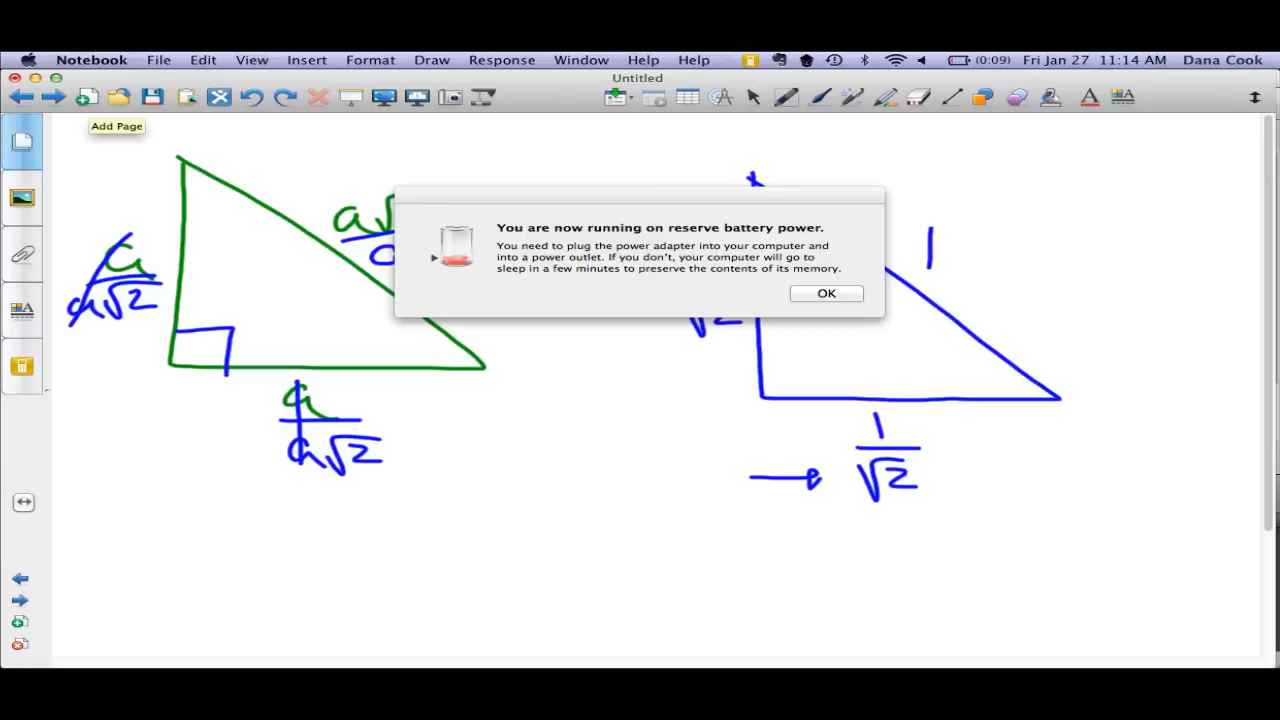 Notebook File Edit View Insert Format Draw Response Window Help Help (0:09) Fri Jan 27 11:14 AM Dana Cook
Untitled
Add Page
a√
a
a√2
You are now running on reserve battery power.
You need to plug the power adapter into your computer and
into a power outlet. If you don't, your computer will go to
sleep in a few minutes to preserve the contents of its memory.
OK
1
√2
a
a√2
1
√2